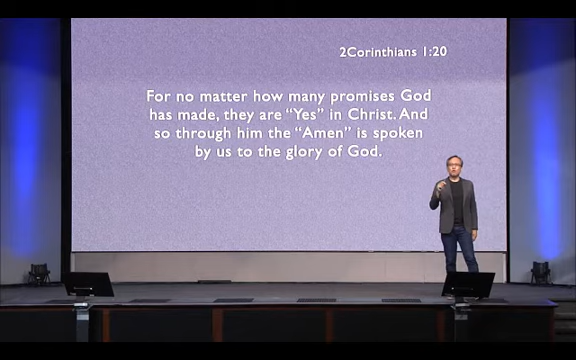 2Corinthians 1:20
For no matter how many promises God
has made, they are “Yes” in Christ. And
so through him the “Amen” is spoken
by us to the glory of God.